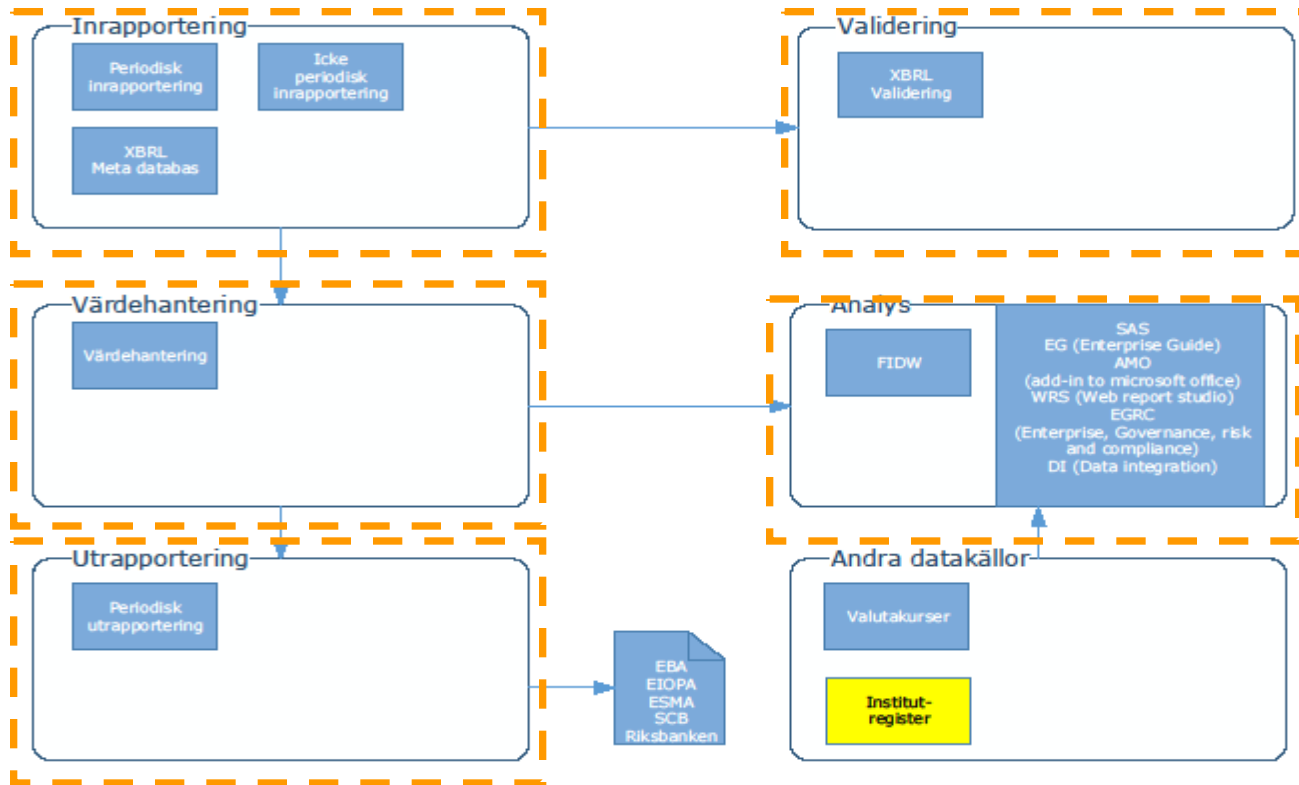 Inrapportering
Periodisk
inrapportering
Icke
periodisk
inrapportering
XBRL
Meta databas
Validering
XBRL
Validering
Värdehantering
Värdehantering
Analys
FIDW
SAS
EG (Enterprise Guide)
AMO
(add-in to microsoft office)
WRS (Web report studio)
EGRC
(Enterprise, Governance, risk
and compliance)
DI (Data integration)
Utrapportering
Periodisk
utrapportering
EBA
EIOPA
ESMA
SCB
Riksbanken
Andra datakällor
Valutakurser
Institut-
register